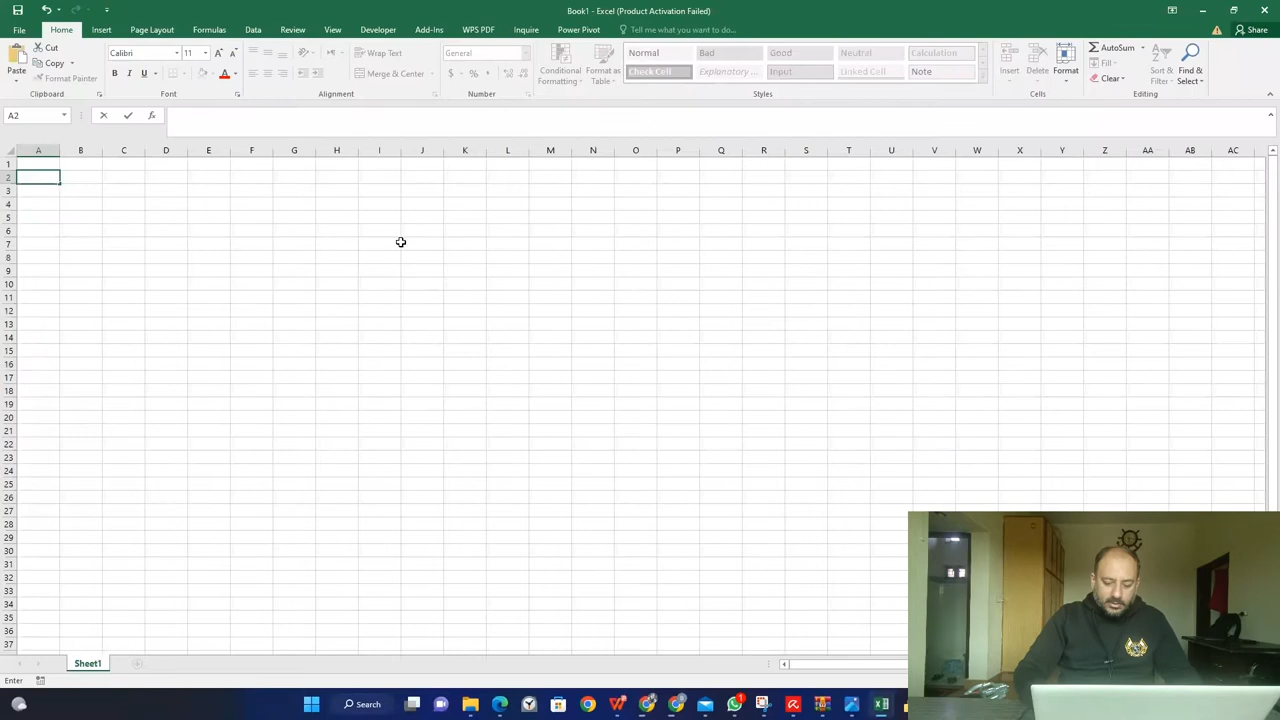 Book1 - Excel (Product Activation Failed)
File Home Insert Page Layout Formulas Data Review View Developer Add-Ins WPS PDF Inquire Power Pivot Tell me what you want to do... Share
Paste Cut Copy Format Painter
Clipboard
Calibri 11
B I U A
Font
Wrap Text
Merge & Center
Alignment
General
$ % ,
Number
Conditional Formatting
Format as Table
Normal Bad Good Neutral Calculation
Check Cell Explanatory ... Input Linked Cell Note
Styles
Insert Delete Format
Cells
AutoSum
Fill
Clear
Sort & Filter
Find & Select
Editing
A2 fx
A B C D E F G H I J K L M N O P Q R S T U V W X Y Z AA AB AC
1
2
3
4
5
6
7
8
9
10
11
12
13
14
15
16
17
18
19
20
21
22
23
24
25
26
27
28
29
30
31
32
33
34
35
36
37
Sheet1
Enter
Search
1